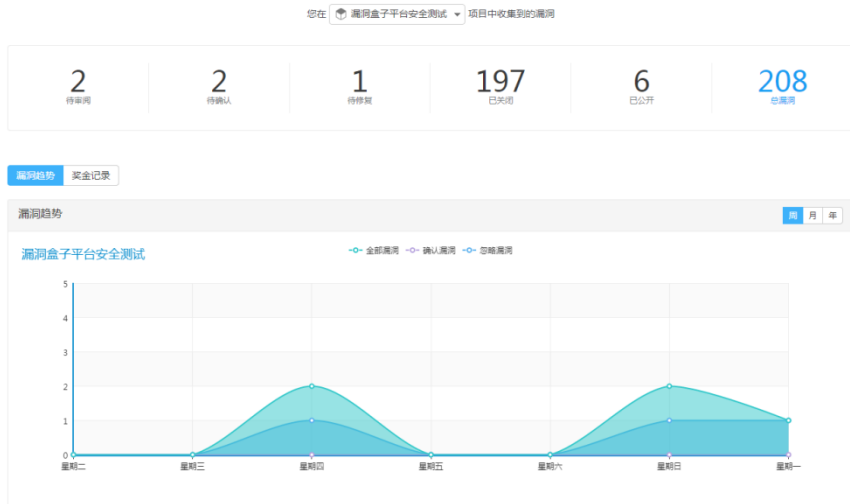 您在 漏洞盒子平台安全测试 项目中收集到的漏洞
2 2 1 197 6 208
待审阅 待确认 待修复 已关闭 已公开 总漏洞
漏洞趋势 奖金记录
漏洞趋势 周 月 年
漏洞盒子平台安全测试 全部漏洞 确认漏洞 忽略漏洞
5
4
3
2
1
0
星期二 星期三 星期四 星期五 星期六 星期日 星期一